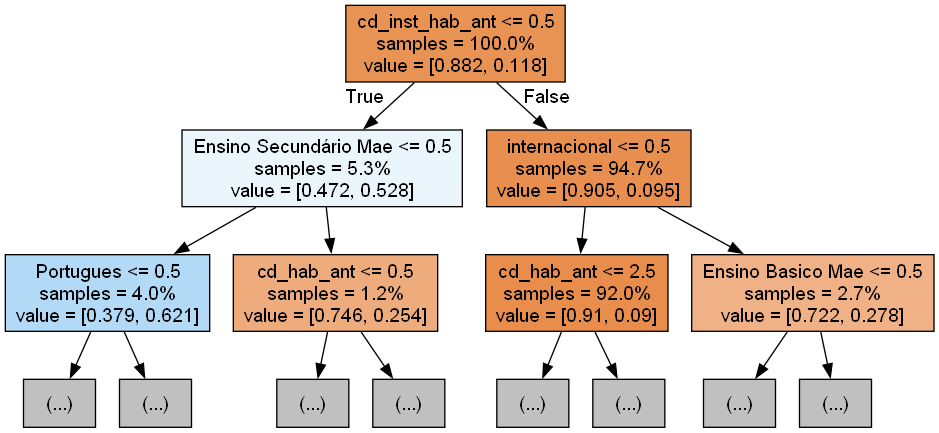 cd_inst_hab_ant <= 0.5
samples = 100.0%
value = [0.882, 0.118]
True
False
Ensino Secundário Mae <= 0.5
samples = 5.3%
value = [0.472, 0.528]
internacional <= 0.5
samples = 94.7%
value = [0.905, 0.095]
Portugues <= 0.5
samples = 4.0%
value = [0.379, 0.621]
cd_hab_ant <= 0.5
samples = 1.2%
value = [0.746, 0.254]
cd_hab_ant <= 2.5
samples = 92.0%
value = [0.91, 0.09]
Ensino Basico Mae <= 0.5
samples = 2.7%
value = [0.722, 0.278]
(...)
(...)
(...)
(...)
(...)
(...)
(...)
(...)